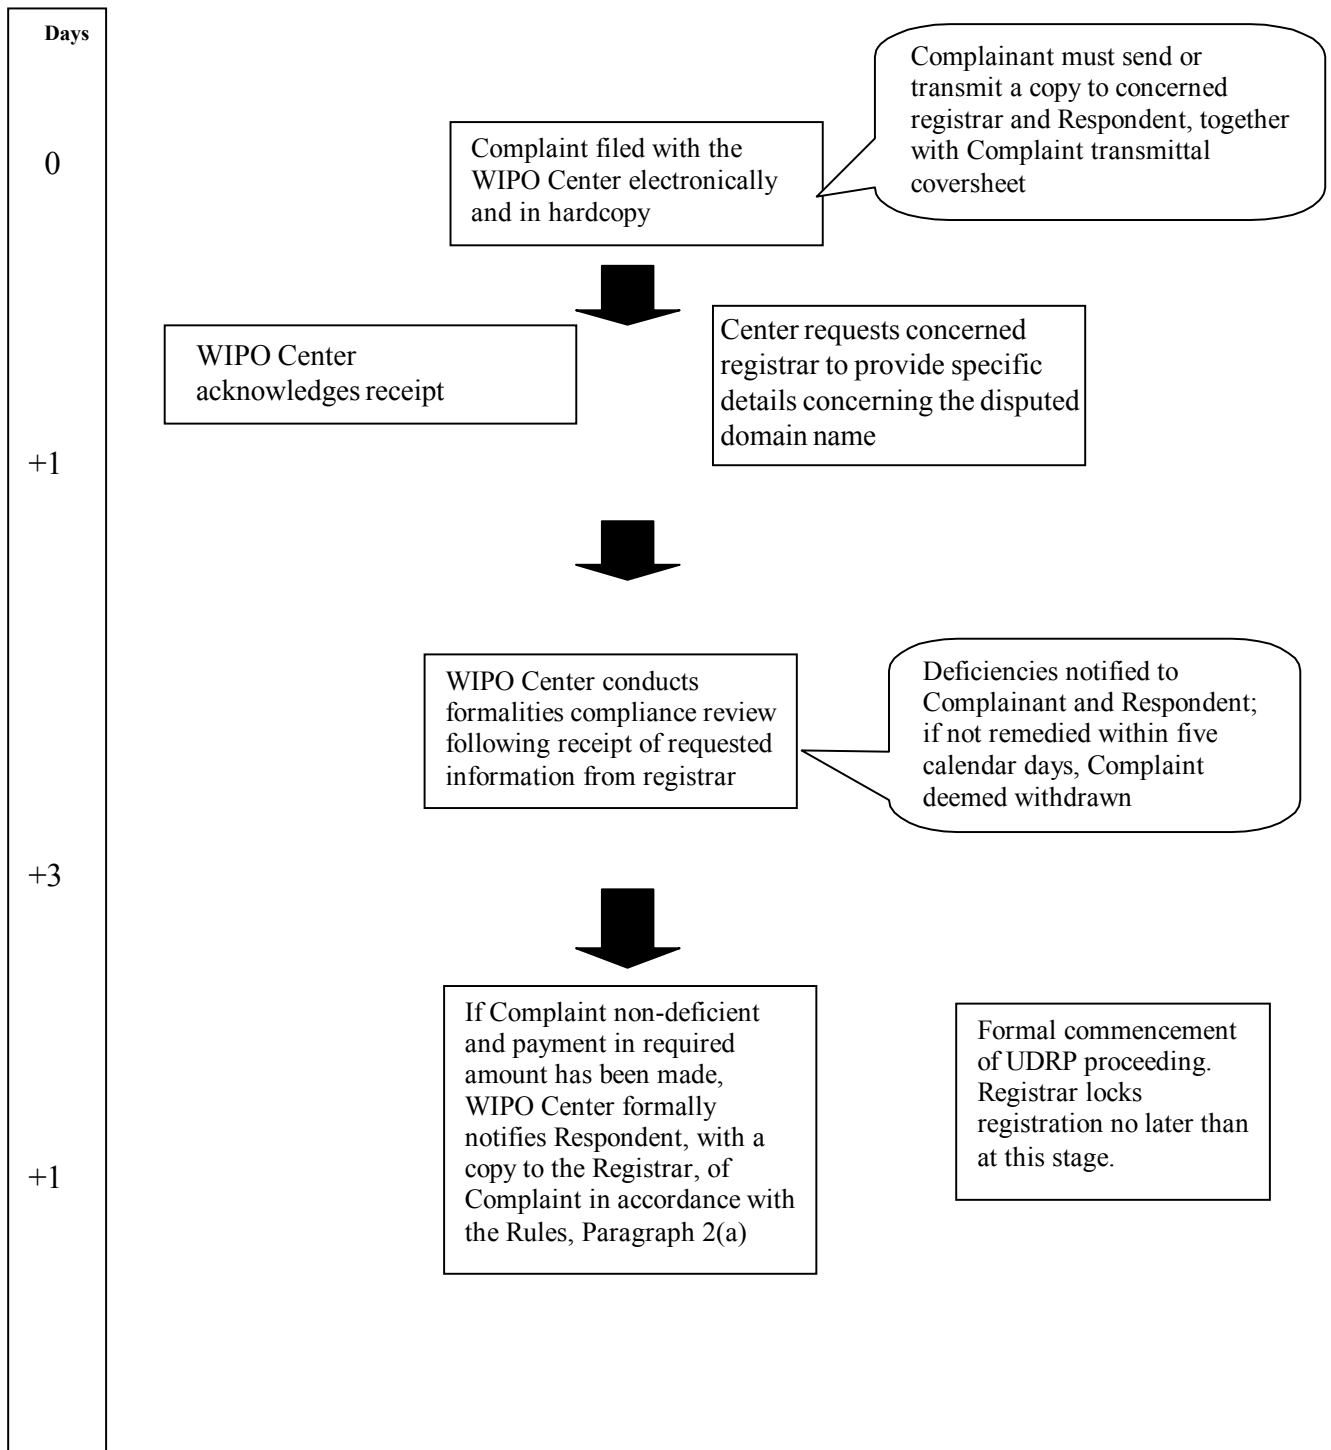 Days
0
Complaint filed with the
WIPO Center electronically
and in hardcopy
Complainant must send or
transmit a copy to concerned
registrar and Respondent, together
with Complaint transmittal
coversheet
WIPO Center
acknowledges receipt
Center requests concerned
registrar to provide specific
details concerning the disputed
domain name
+1
WIPO Center conducts
formalities compliance review
following receipt of requested
information from registrar
Deficiencies notified to
Complainant and Respondent;
if not remedied within five
calendar days, Complaint
deemed withdrawn
+3
If Complaint non-deficient
and payment in required
amount has been made,
WIPO Center formally
notifies Respondent, with a
copy to the Registrar, of
Complaint in accordance with
the Rules, Paragraph 2(a)
Formal commencement
of UDRP proceeding.
Registrar locks
registration no later than
at this stage.
+1